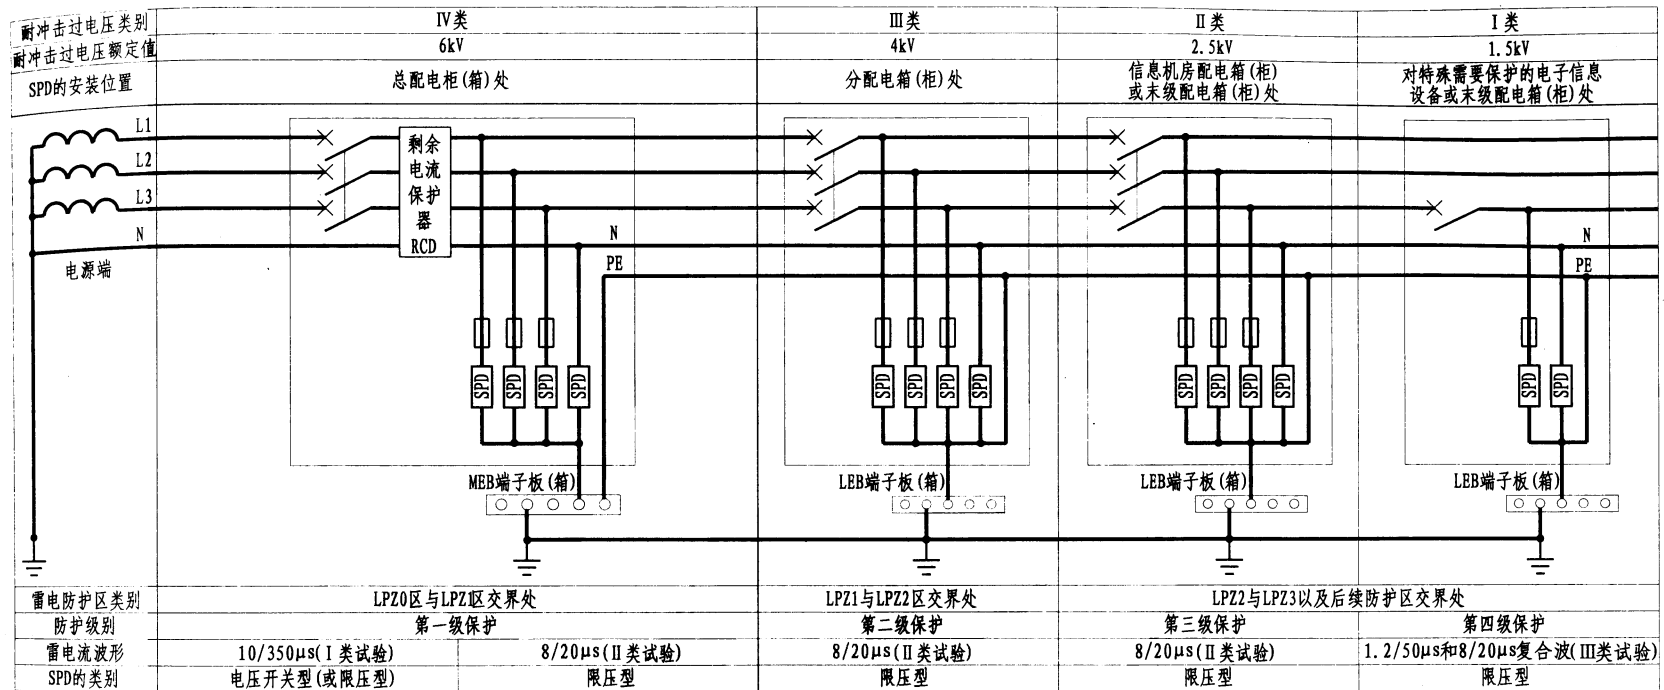 耐冲击过电压类别 IV类 III类 II类 I类
耐冲击过电压额定值 6kV 4kV 2.5kV 1.5kV
SPD的安装位置 总配电柜(箱)处 分配电箱(柜)处 信息机房配电箱(柜) 对特殊需要保护的电子信息
或末级配电箱(柜)处 设备或末级配电箱(柜)处
L1
L2
L3
N
电源端
剩余
电流
保护
器
RCD
N
PE
N
PE
SPD SPD SPD SPD
SPD SPD SPD SPD
SPD SPD SPD SPD
SPD SPD
MEB端子板(箱) LEB端子板(箱) LEB端子板(箱) LEB端子板(箱)
雷电防护区类别 LPZ0区与LPZ1区交界处 LPZ1与LPZ2区交界处 LPZ2与LPZ3以及后续防护区交界处
防护级别 第一级保护 第二级保护 第三级保护 第四级保护
雷电流波形 10/350μs(I类试验) 8/20μs(II类试验) 8/20μs(II类试验) 8/20μs(II类试验) 1.2/50μs和8/20μs复合波(III类试验)
SPD的类别 电压开关型(或限压型) 限压型 限压型 限压型 限压型